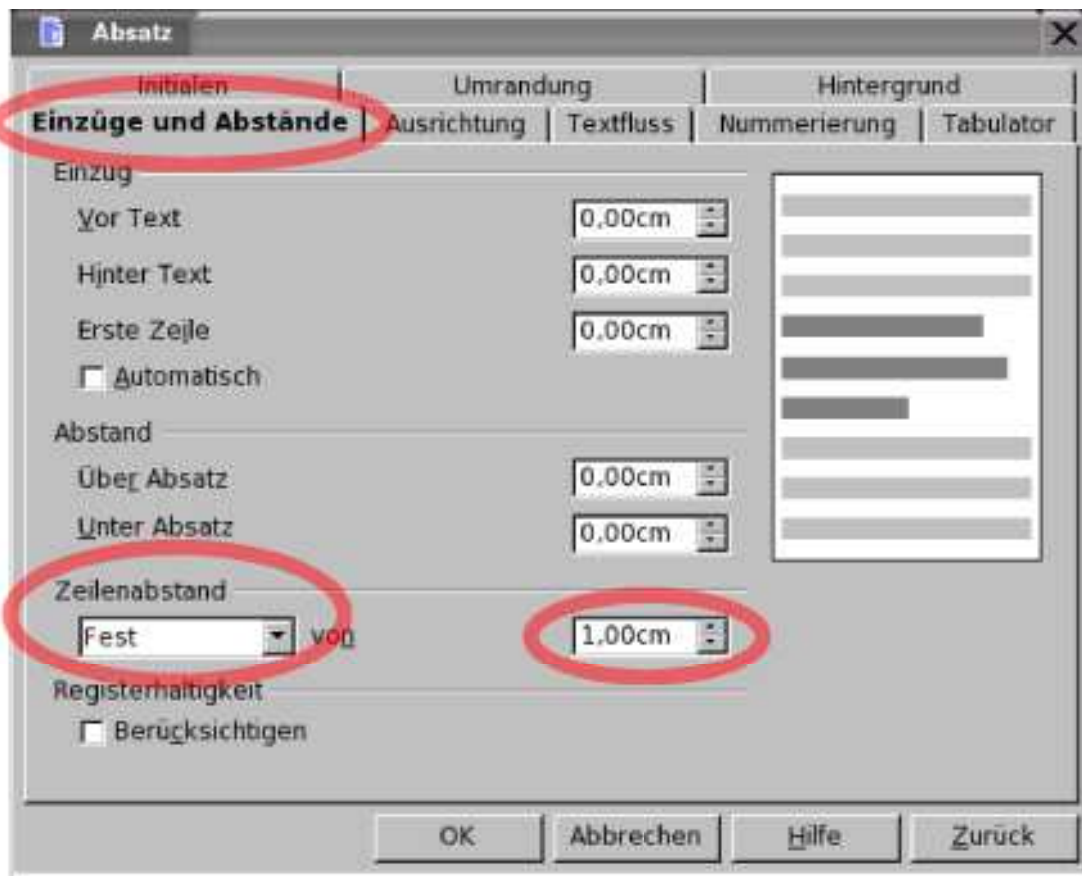 Absatz
Initialen Umrandung Hintergrund
Einzüge und Abstände Ausrichtung Textfluss Nummerierung Tabulator
Einzug
Vor Text 0,00cm
Hinter Text 0,00cm
Erste Zeile 0,00cm
Automatisch
Abstand
Über Absatz 0,00cm
Unter Absatz 0,00cm
Zeilenabstand
Fest von 1,00cm
Registerhaltigkeit
Berücksichtigen
OK Abbrechen Hilfe Zurück